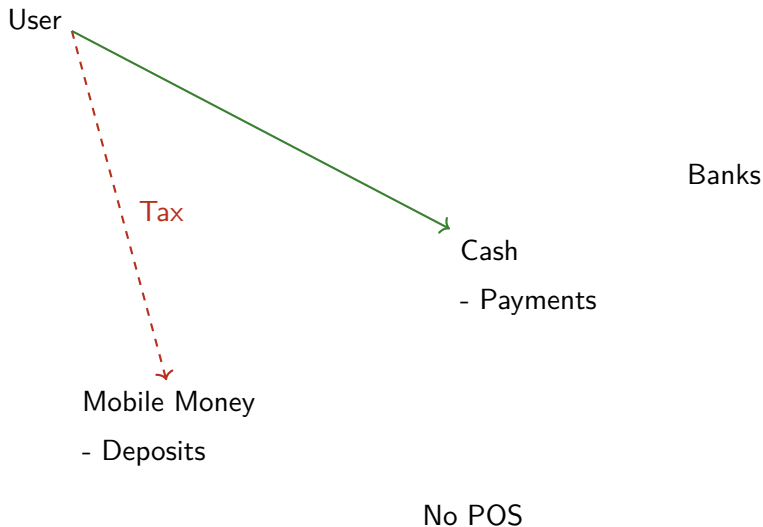 User
Banks
Tax
Cash
- Payments
Mobile Money
- Deposits
No POS